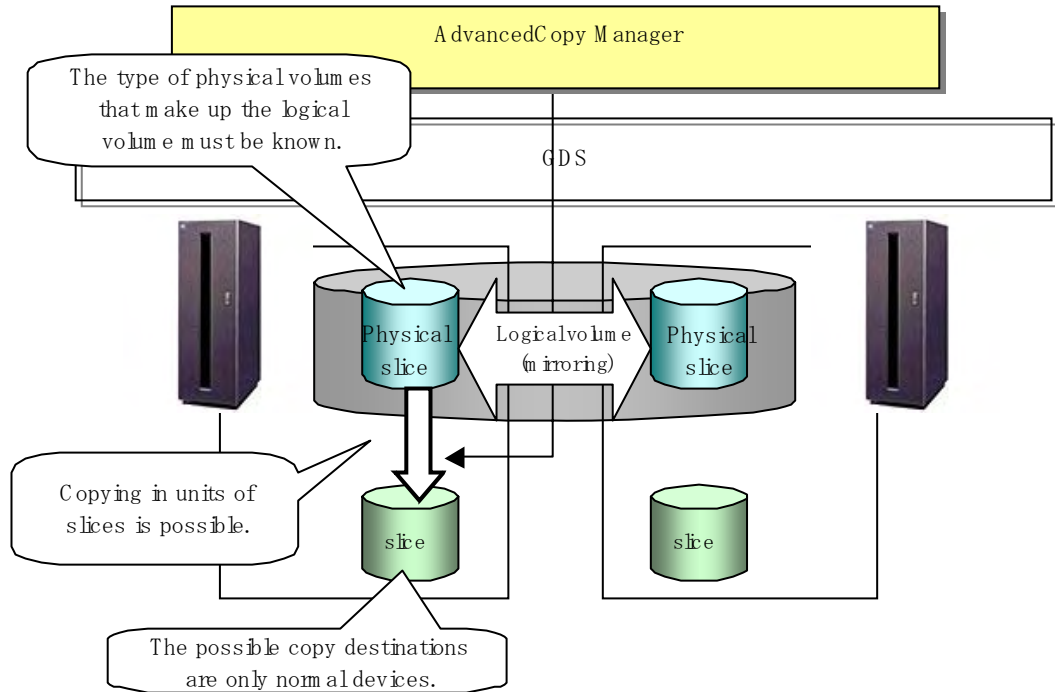 AdvancedCopy Manager
The type of physical volumes
that make up the logical
volume must be known.
GDS
Physical
slice
Logical volume
(mirroring)
Physical
slice
Copying in units of
slices is possible.
slice
slice
The possible copy destinations
are only normal devices.